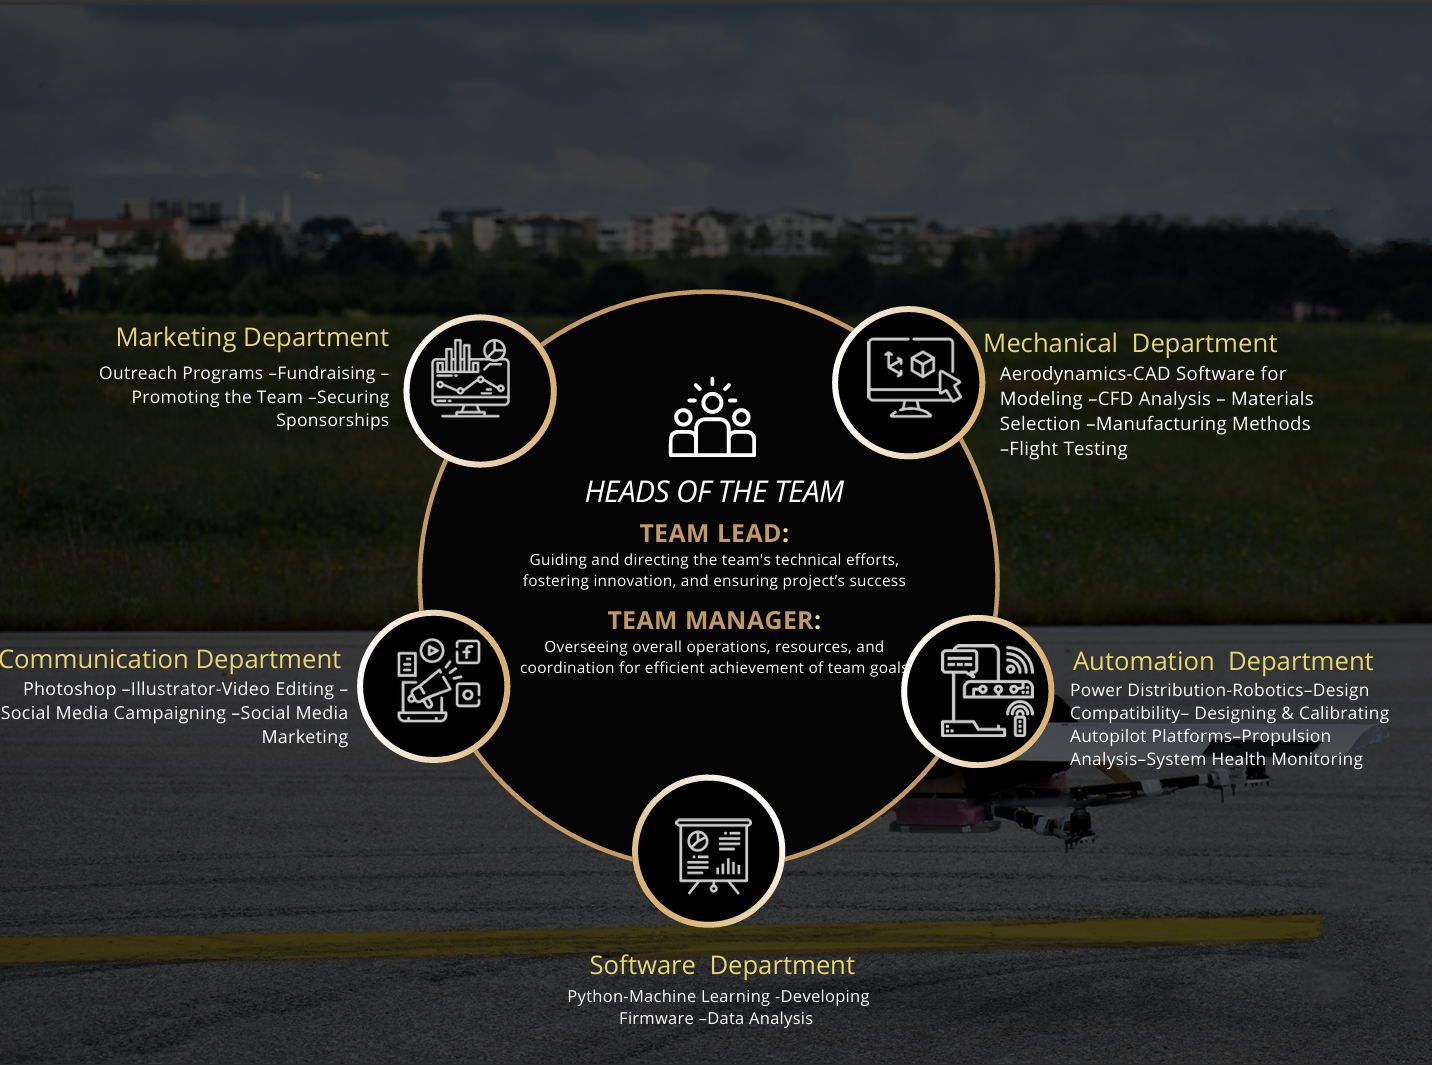 Marketing Department
Outreach Programs –Fundraising –
Promoting the Team –Securing
Sponsorships
Mechanical  Department
Aerodynamics-CAD Software for
Modeling –CFD Analysis – Materials
Selection –Manufacturing Methods
–Flight Testing
HEADS OF THE TEAM
TEAM LEAD:
Guiding and directing the team's technical efforts,
fostering innovation, and ensuring project’s success
TEAM MANAGER:
Overseeing overall operations, resources, and
coordination for efficient achievement of team goals
Communication Department
Photoshop –Illustrator-Video Editing –
Social Media Campaigning –Social Media
Marketing
Automation  Department
Power Distribution-Robotics–Design
Compatibility– Designing & Calibrating
Autopilot Platforms–Propulsion
Analysis–System Health Monitoring
Software  Department
Python-Machine Learning -Developing
Firmware –Data Analysis